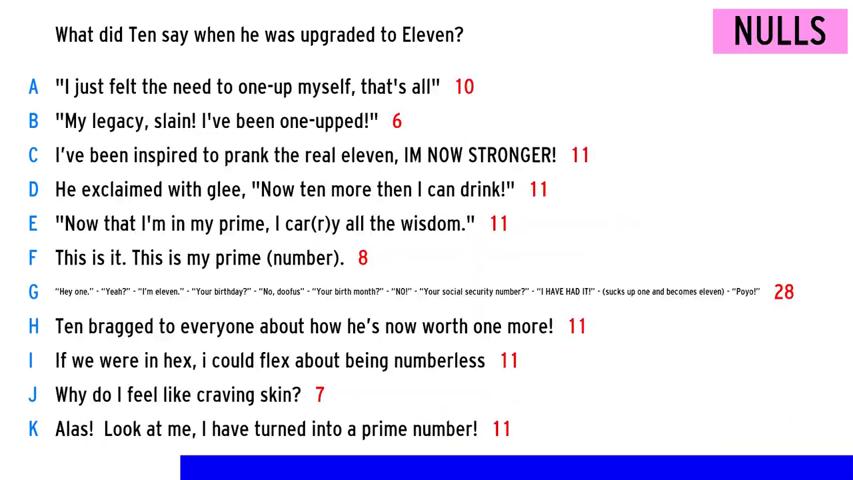 What did Ten say when he was upgraded to Eleven?
NULLS
A "I just felt the need to one-up myself, that's all" 10
B "My legacy, slain! I've been one-upped!" 6
C I've been inspired to prank the real eleven, IM NOW STRONGER! 11
D He exclaimed with glee, "Now ten more then I can drink!" 11
E "Now that I'm in my prime, I car(r)y all the wisdom." 11
F This is it. This is my prime (number). 8
G "Hey one." - "Yeah?" - "I'm eleven." - "Your birthday?" - "No, doofus" - "Your birth month?" - "NO!" - "Your social security number?" - "I HAVE HAD IT!" - (sucks up one and becomes eleven) - "Poyo!" 28
H Ten bragged to everyone about how he's now worth one more! 11
I If we were in hex, i could flex about being numberless 11
J Why do I feel like craving skin? 7
K Alas! Look at me, I have turned into a prime number! 11